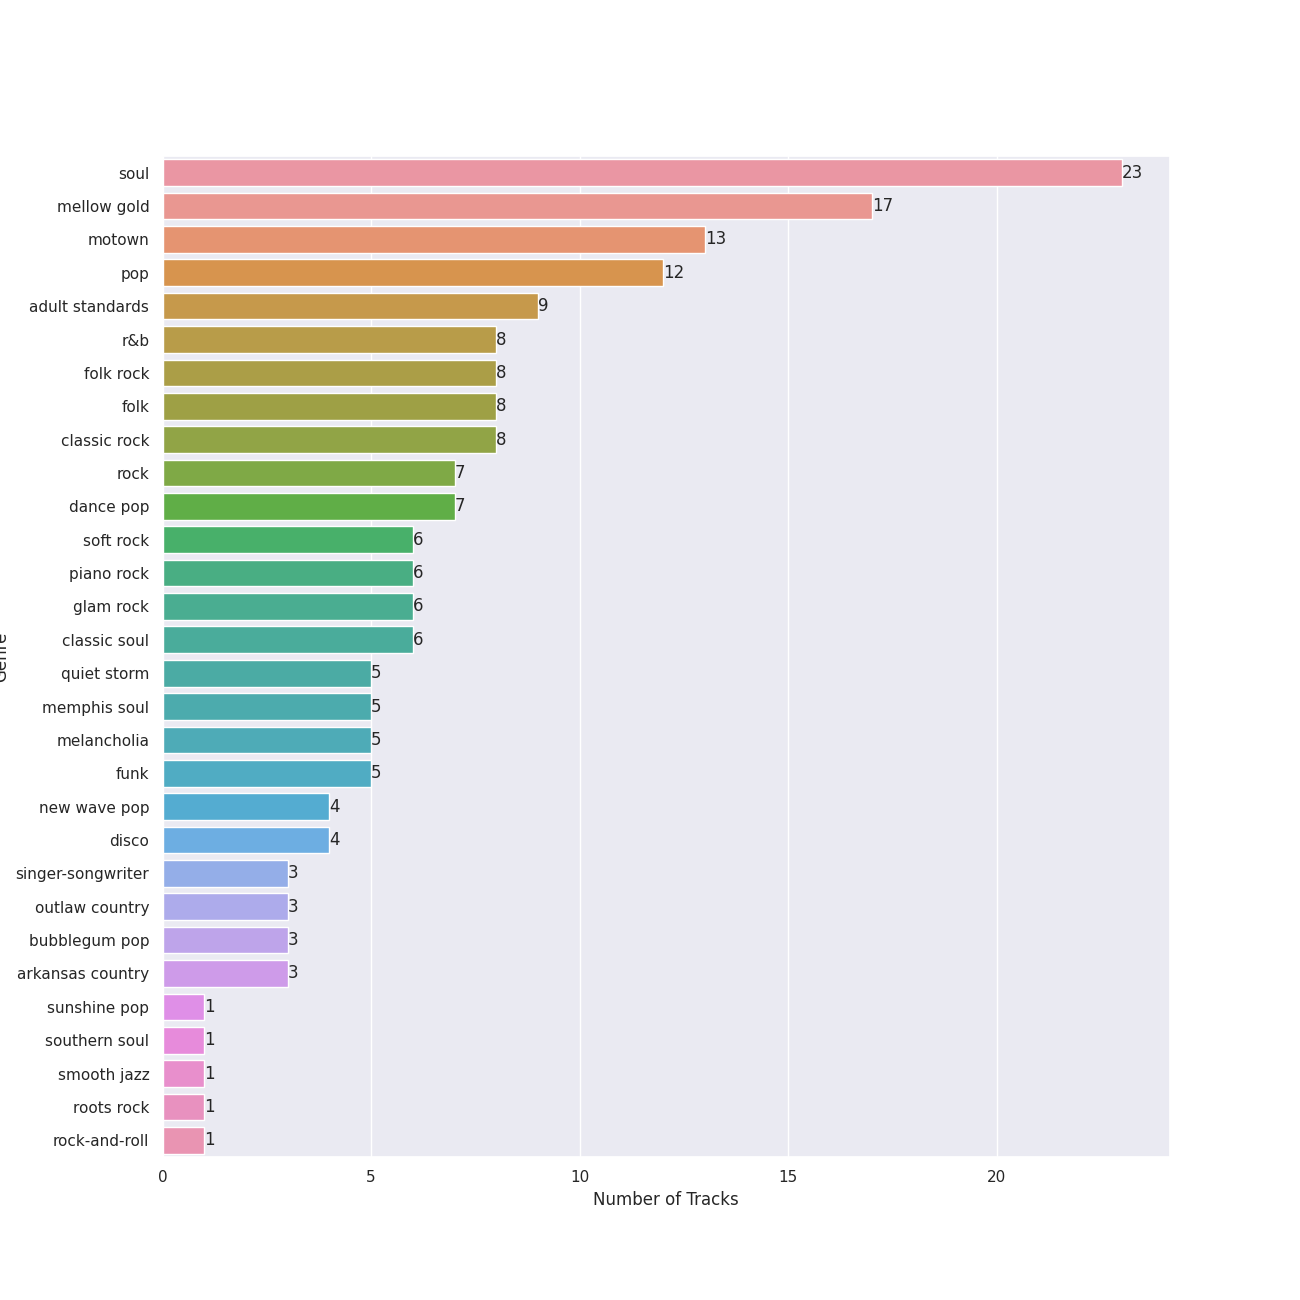 soul 23
mellow gold 17
motown 13
pop 12
adult standards 9
r&b 8
folk rock 8
folk 8
classic rock 8
rock 7
dance pop 7
soft rock 6
piano rock 6
glam rock 6
classic soul 6
quiet storm 5
memphis soul 5
melancholia 5
funk 5
new wave pop 4
disco 4
singer-songwriter 3
outlaw country 3
bubblegum pop 3
arkansas country 3
sunshine pop 1
southern soul 1
smooth jazz 1
roots rock 1
rock-and-roll 1
0 5 10 15 20
Number of Tracks
Genre